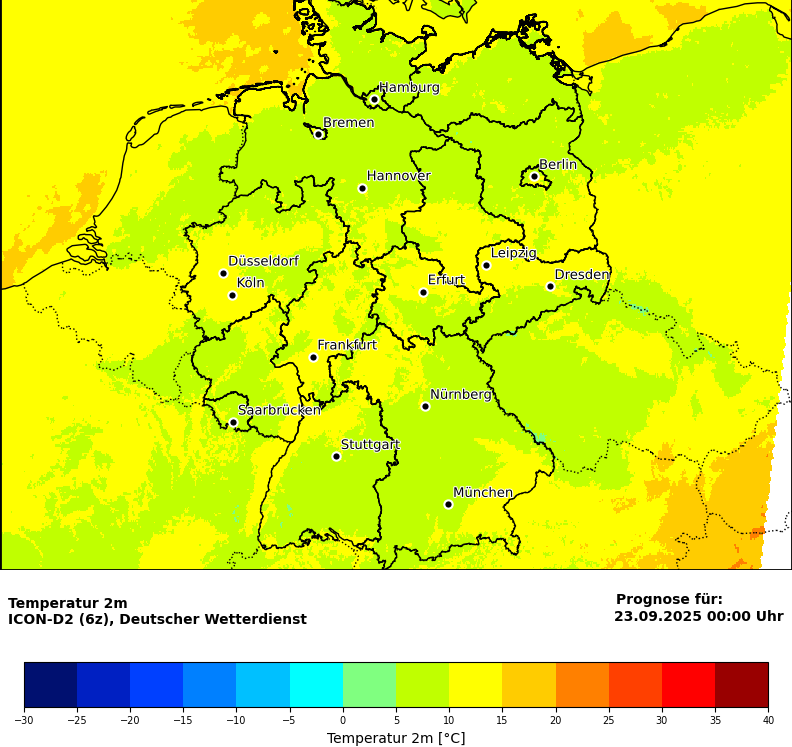 Hamburg
Bremen
Berlin
Hannover
Leipzig
Düsseldorf
Dresden
Köln
Erfurt
Frankfurt
Nürnberg
Saarbrücken
Stuttgart
München
Temperatur 2m
ICON-D2 (6z), Deutscher Wetterdienst
Prognose für:
23.09.2025 00:00 Uhr
−30 −25 −20 −15 −10 −5 0 5 10 15 20 25 30 35 40
Temperatur 2m [°C]